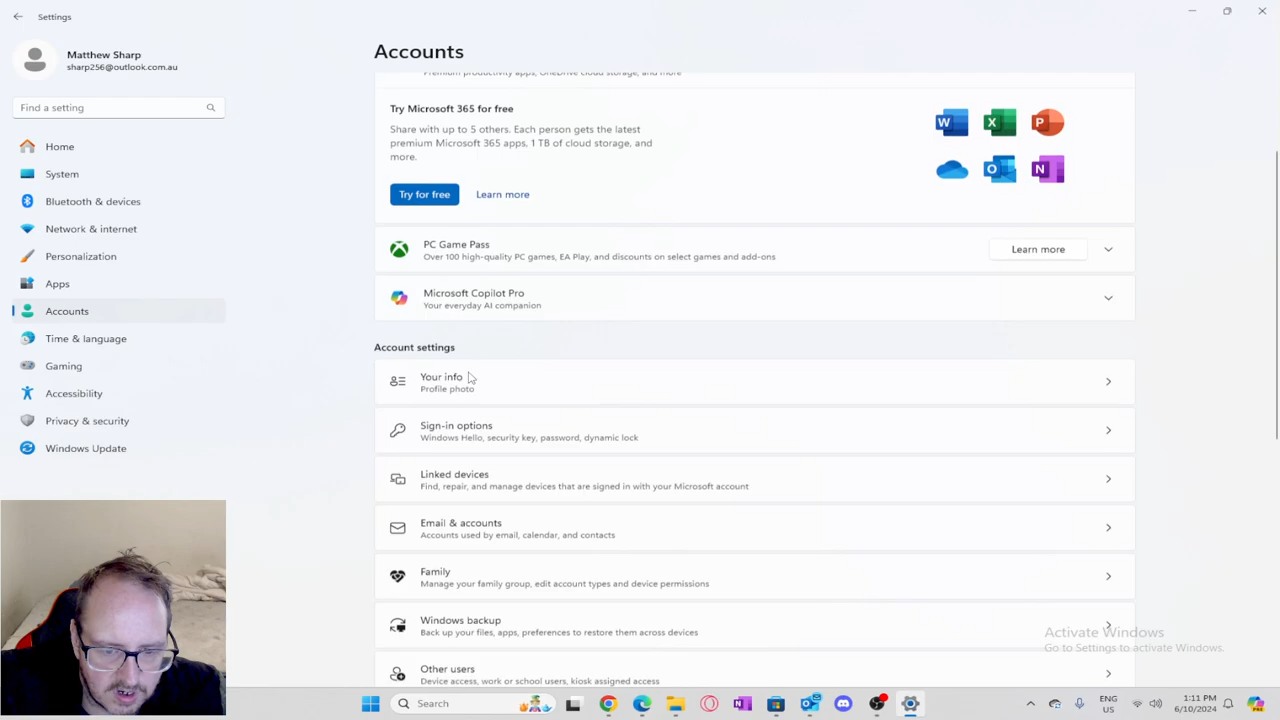 Settings
Matthew Sharp
sharp256@outlook.com.au
Find a setting
Home
System
Bluetooth & devices
Network & internet
Personalization
Apps
Accounts
Time & language
Gaming
Accessibility
Privacy & security
Windows Update
Accounts
Premium productivity apps, OneDrive cloud storage, and more
Try Microsoft 365 for free
Share with up to 5 others. Each person gets the latest
premium Microsoft 365 apps, 1 TB of cloud storage, and
more.
Try for free
Learn more
PC Game Pass
Over 100 high-quality PC games, EA Play, and discounts on select games and add-ons
Learn more
Microsoft Copilot Pro
Your everyday AI companion
Account settings
Your info
Profile photo
Sign-in options
Windows Hello, security key, password, dynamic lock
Linked devices
Find, repair, and manage devices that are signed in with your Microsoft account
Email & accounts
Accounts used by email, calendar, and contacts
Family
Manage your family group, edit account types and device permissions
Windows backup
Back up your files, apps, preferences to restore them across devices
Other users
Device access, work or school users, kiosk assigned access
Activate Windows
Go to Settings to activate Windows.
Search
ENG
US
1:11 PM
6/10/2024